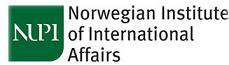 NUPI
Norwegian Institute
of International
Affairs